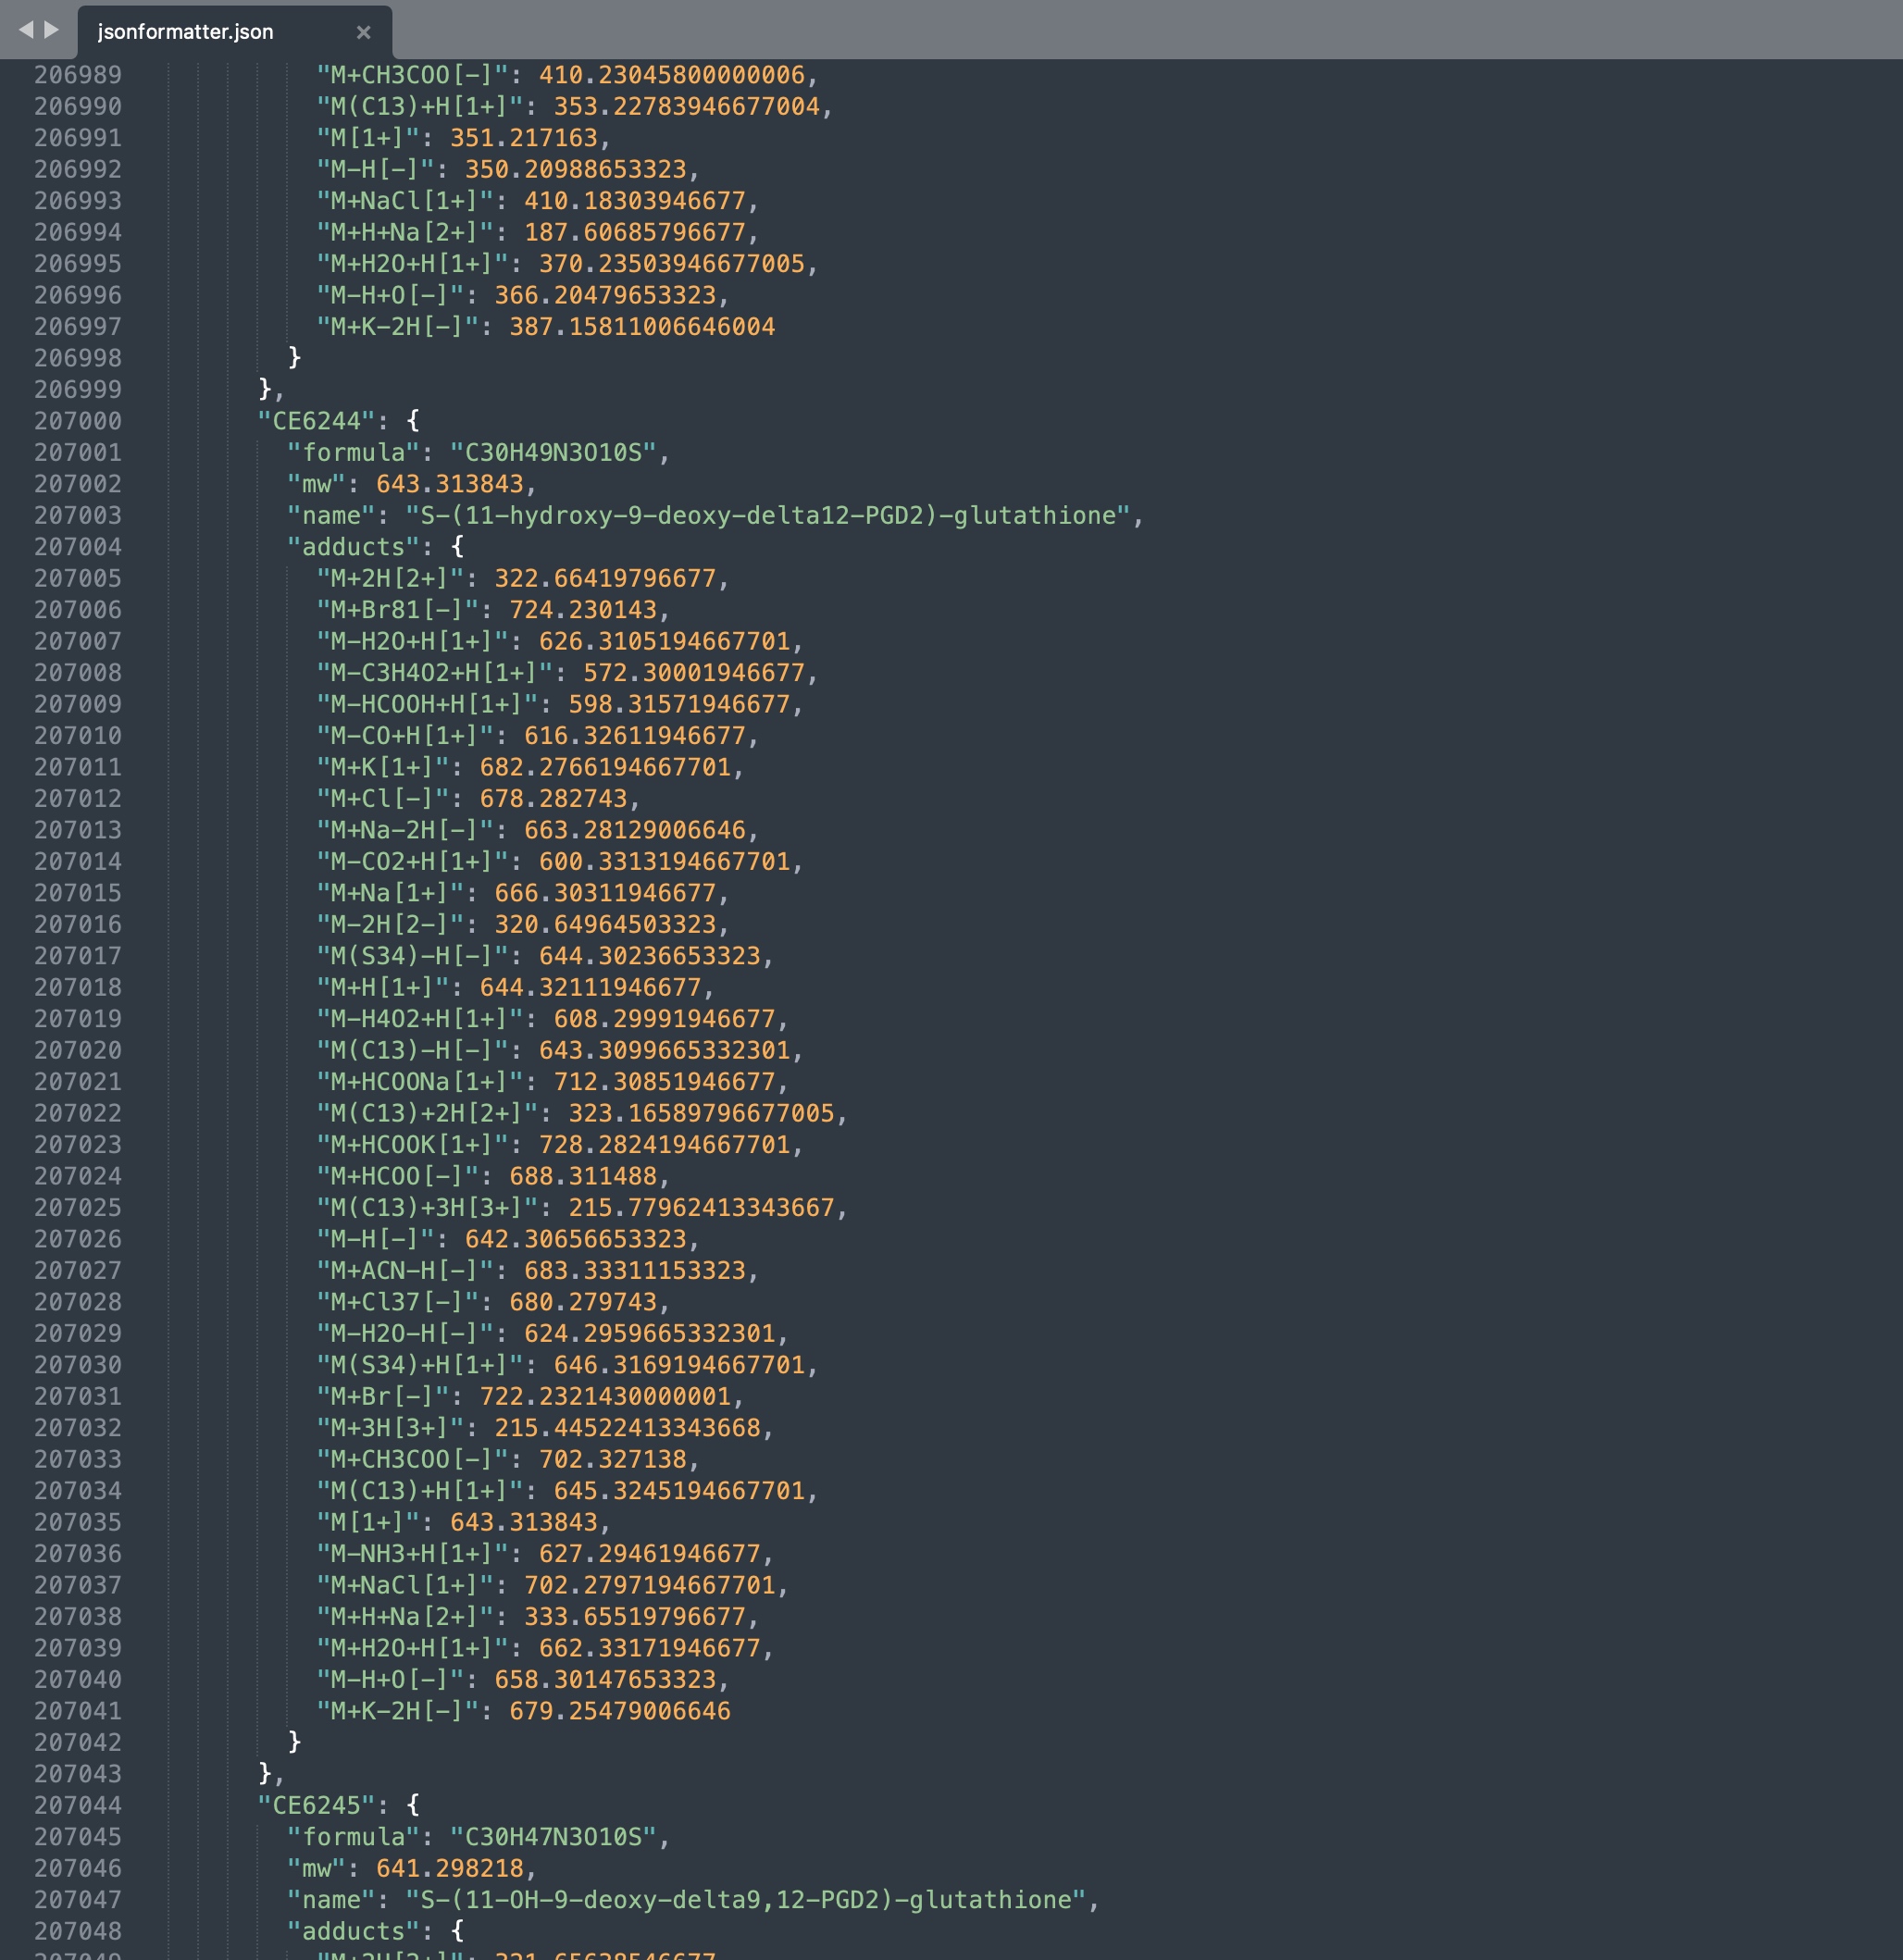 jsonformatter.json ×
206989 "M+CH3COO[-]": 410.23045800000006,
206990 "M(C13)+H[1+]": 353.22783946677004,
206991 "M[1+]": 351.217163,
206992 "M-H[-]": 350.20988653323,
206993 "M+NaCl[1+]": 410.18303946677,
206994 "M+H+Na[2+]": 187.60685796677,
206995 "M+H2O+H[1+]": 370.23503946677005,
206996 "M-H+O[-]": 366.20479653323,
206997 "M+K-2H[-]": 387.15811006646004
206998 }
206999 },
207000 "CE6244": {
207001 "formula": "C30H49N3O10S",
207002 "mw": 643.313843,
207003 "name": "S-(11-hydroxy-9-deoxy-delta12-PGD2)-glutathione",
207004 "adducts": {
207005 "M+2H[2+]": 322.66419796677,
207006 "M+Br81[-]": 724.230143,
207007 "M-H2O+H[1+]": 626.3105194667701,
207008 "M-C3H4O2+H[1+]": 572.30001946677,
207009 "M-HCOOH+H[1+]": 598.31571946677,
207010 "M-CO+H[1+]": 616.32611946677,
207011 "M+K[1+]": 682.2766194667701,
207012 "M+Cl[-]": 678.282743,
207013 "M+Na-2H[-]": 663.28129006646,
207014 "M-CO2+H[1+]": 600.3313194667701,
207015 "M+Na[1+]": 666.30311946677,
207016 "M-2H[2-]": 320.64964503323,
207017 "M(S34)-H[-]": 644.30236653323,
207018 "M+H[1+]": 644.32111946677,
207019 "M-H4O2+H[1+]": 608.29991946677,
207020 "M(C13)-H[-]": 643.3099665332301,
207021 "M+HCOONa[1+]": 712.30851946677,
207022 "M(C13)+2H[2+]": 323.16589796677005,
207023 "M+HCOOK[1+]": 728.2824194667701,
207024 "M+HCOO[-]": 688.311488,
207025 "M(C13)+3H[3+]": 215.77962413343667,
207026 "M-H[-]": 642.30656653323,
207027 "M+ACN-H[-]": 683.33311153323,
207028 "M+Cl37[-]": 680.279743,
207029 "M-H2O-H[-]": 624.2959665332301,
207030 "M(S34)+H[1+]": 646.3169194667701,
207031 "M+Br[-]": 722.2321430000001,
207032 "M+3H[3+]": 215.44522413343668,
207033 "M+CH3COO[-]": 702.327138,
207034 "M(C13)+H[1+]": 645.3245194667701,
207035 "M[1+]": 643.313843,
207036 "M-NH3+H[1+]": 627.29461946677,
207037 "M+NaCl[1+]": 702.2797194667701,
207038 "M+H+Na[2+]": 333.65519796677,
207039 "M+H2O+H[1+]": 662.33171946677,
207040 "M-H+O[-]": 658.30147653323,
207041 "M+K-2H[-]": 679.25479006646
207042 }
207043 },
207044 "CE6245": {
207045 "formula": "C30H47N3O10S",
207046 "mw": 641.298218,
207047 "name": "S-(11-OH-9-deoxy-delta9,12-PGD2)-glutathione",
207048 "adducts": {